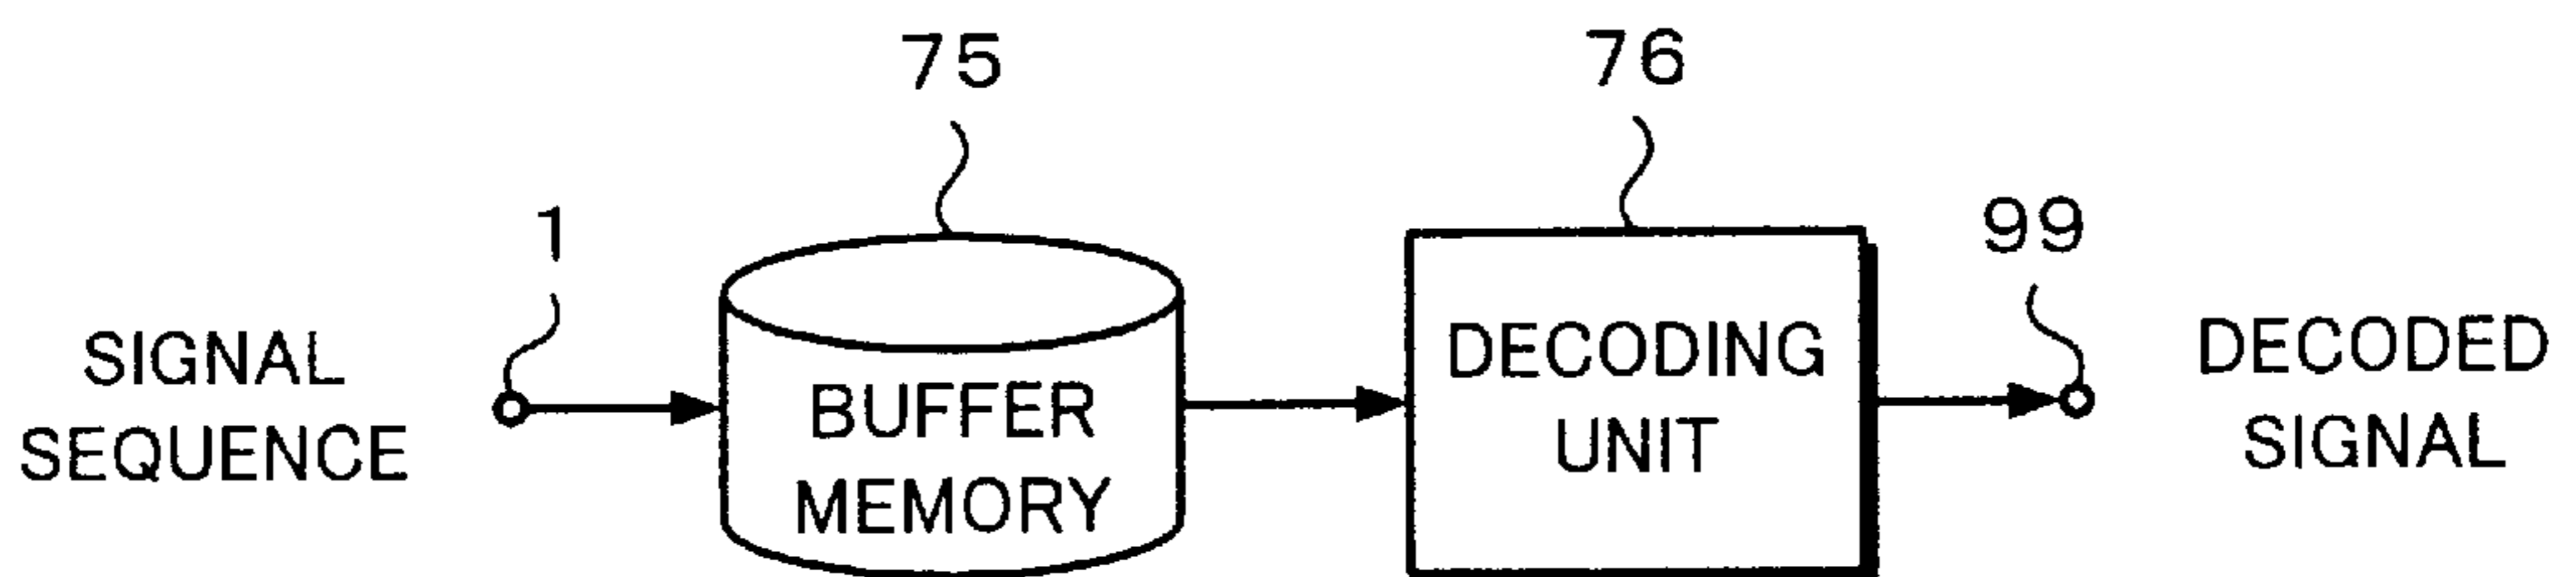 75
76
1
99
SIGNAL
SEQUENCE
BUFFER
MEMORY
DECODING
UNIT
DECODED
SIGNAL